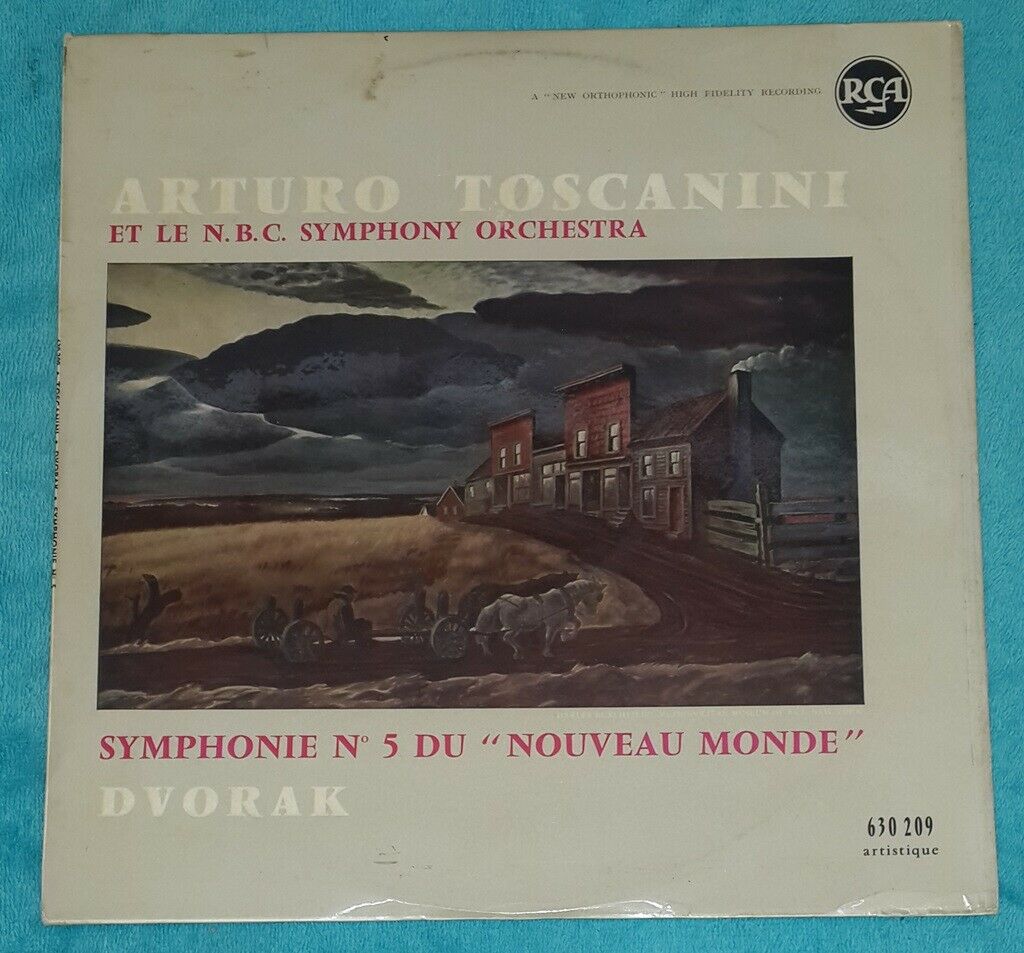 A "NEW ORTHOPHONIC" HIGH FIDELITY RECORDING
RCA
ARTURO TOSCANINI
ET LE N.B.C. SYMPHONY ORCHESTRA
SYMPHONIE Nº 5 DU "NOUVEAU MONDE"
DVORAK
630 209
artistique